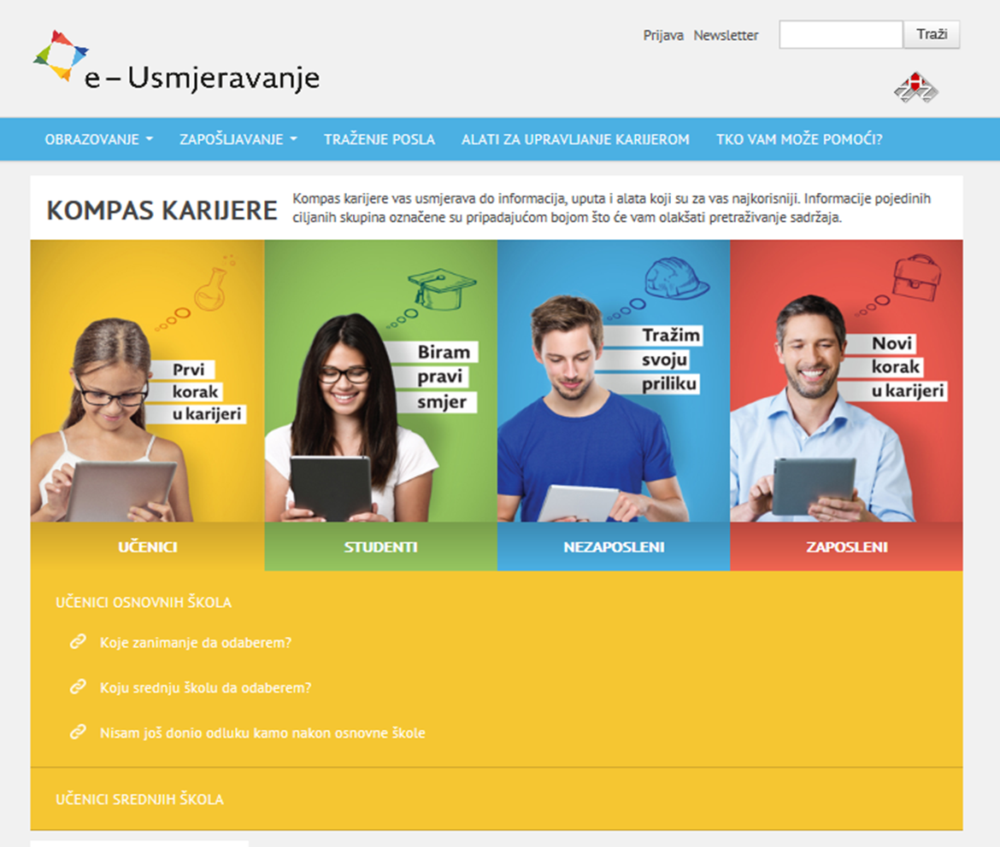 Prijava Newsletter Traži
e – Usmjeravanje
HZZ
OBRAZOVANJE ZAPOŠLJAVANJE TRAŽENJE POSLA ALATI ZA UPRAVLJANJE KARIJEROM TKO VAM MOŽE POMOĆI?
KOMPAS KARIJERE
Kompas karijere vas usmjerava do informacija, uputa i alata koji su za vas najkorisniji. Informacije pojedinih
ciljanih skupina označene su pripadajućom bojom što će vam olakšati pretraživanje sadržaja.
Prvi
korak
u karijeri
Biram
pravi
smjer
Tražim
svoju
priliku
Novi
korak
u karijeri
UČENICI STUDENTI NEZAPOSLENI ZAPOSLENI
UČENICI OSNOVNIH ŠKOLA
Koje zanimanje da odaberem?
Koju srednju školu da odaberem?
Nisam još donio odluku kamo nakon osnovne škole
UČENICI SREDNJIH ŠKOLA